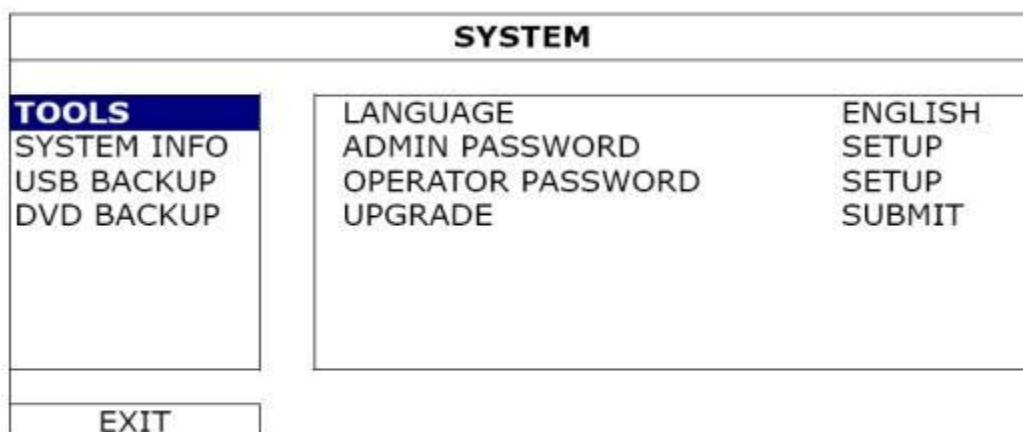 SYSTEM
TOOLS
SYSTEM INFO
USB BACKUP
DVD BACKUP
LANGUAGE ENGLISH
ADMIN PASSWORD SETUP
OPERATOR PASSWORD SETUP
UPGRADE SUBMIT
EXIT